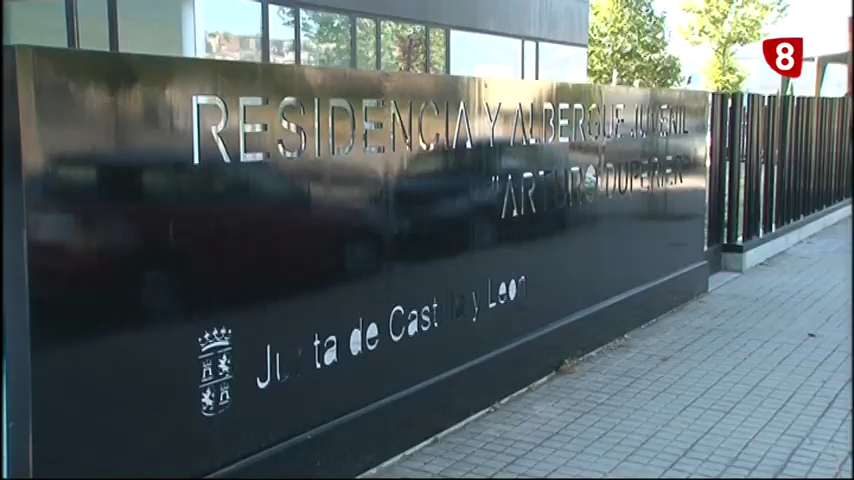 8
RESIDENCIA Y ALBERGUE JUVENIL
"ARTURO DUPERIER"
Junta de Castilla y León